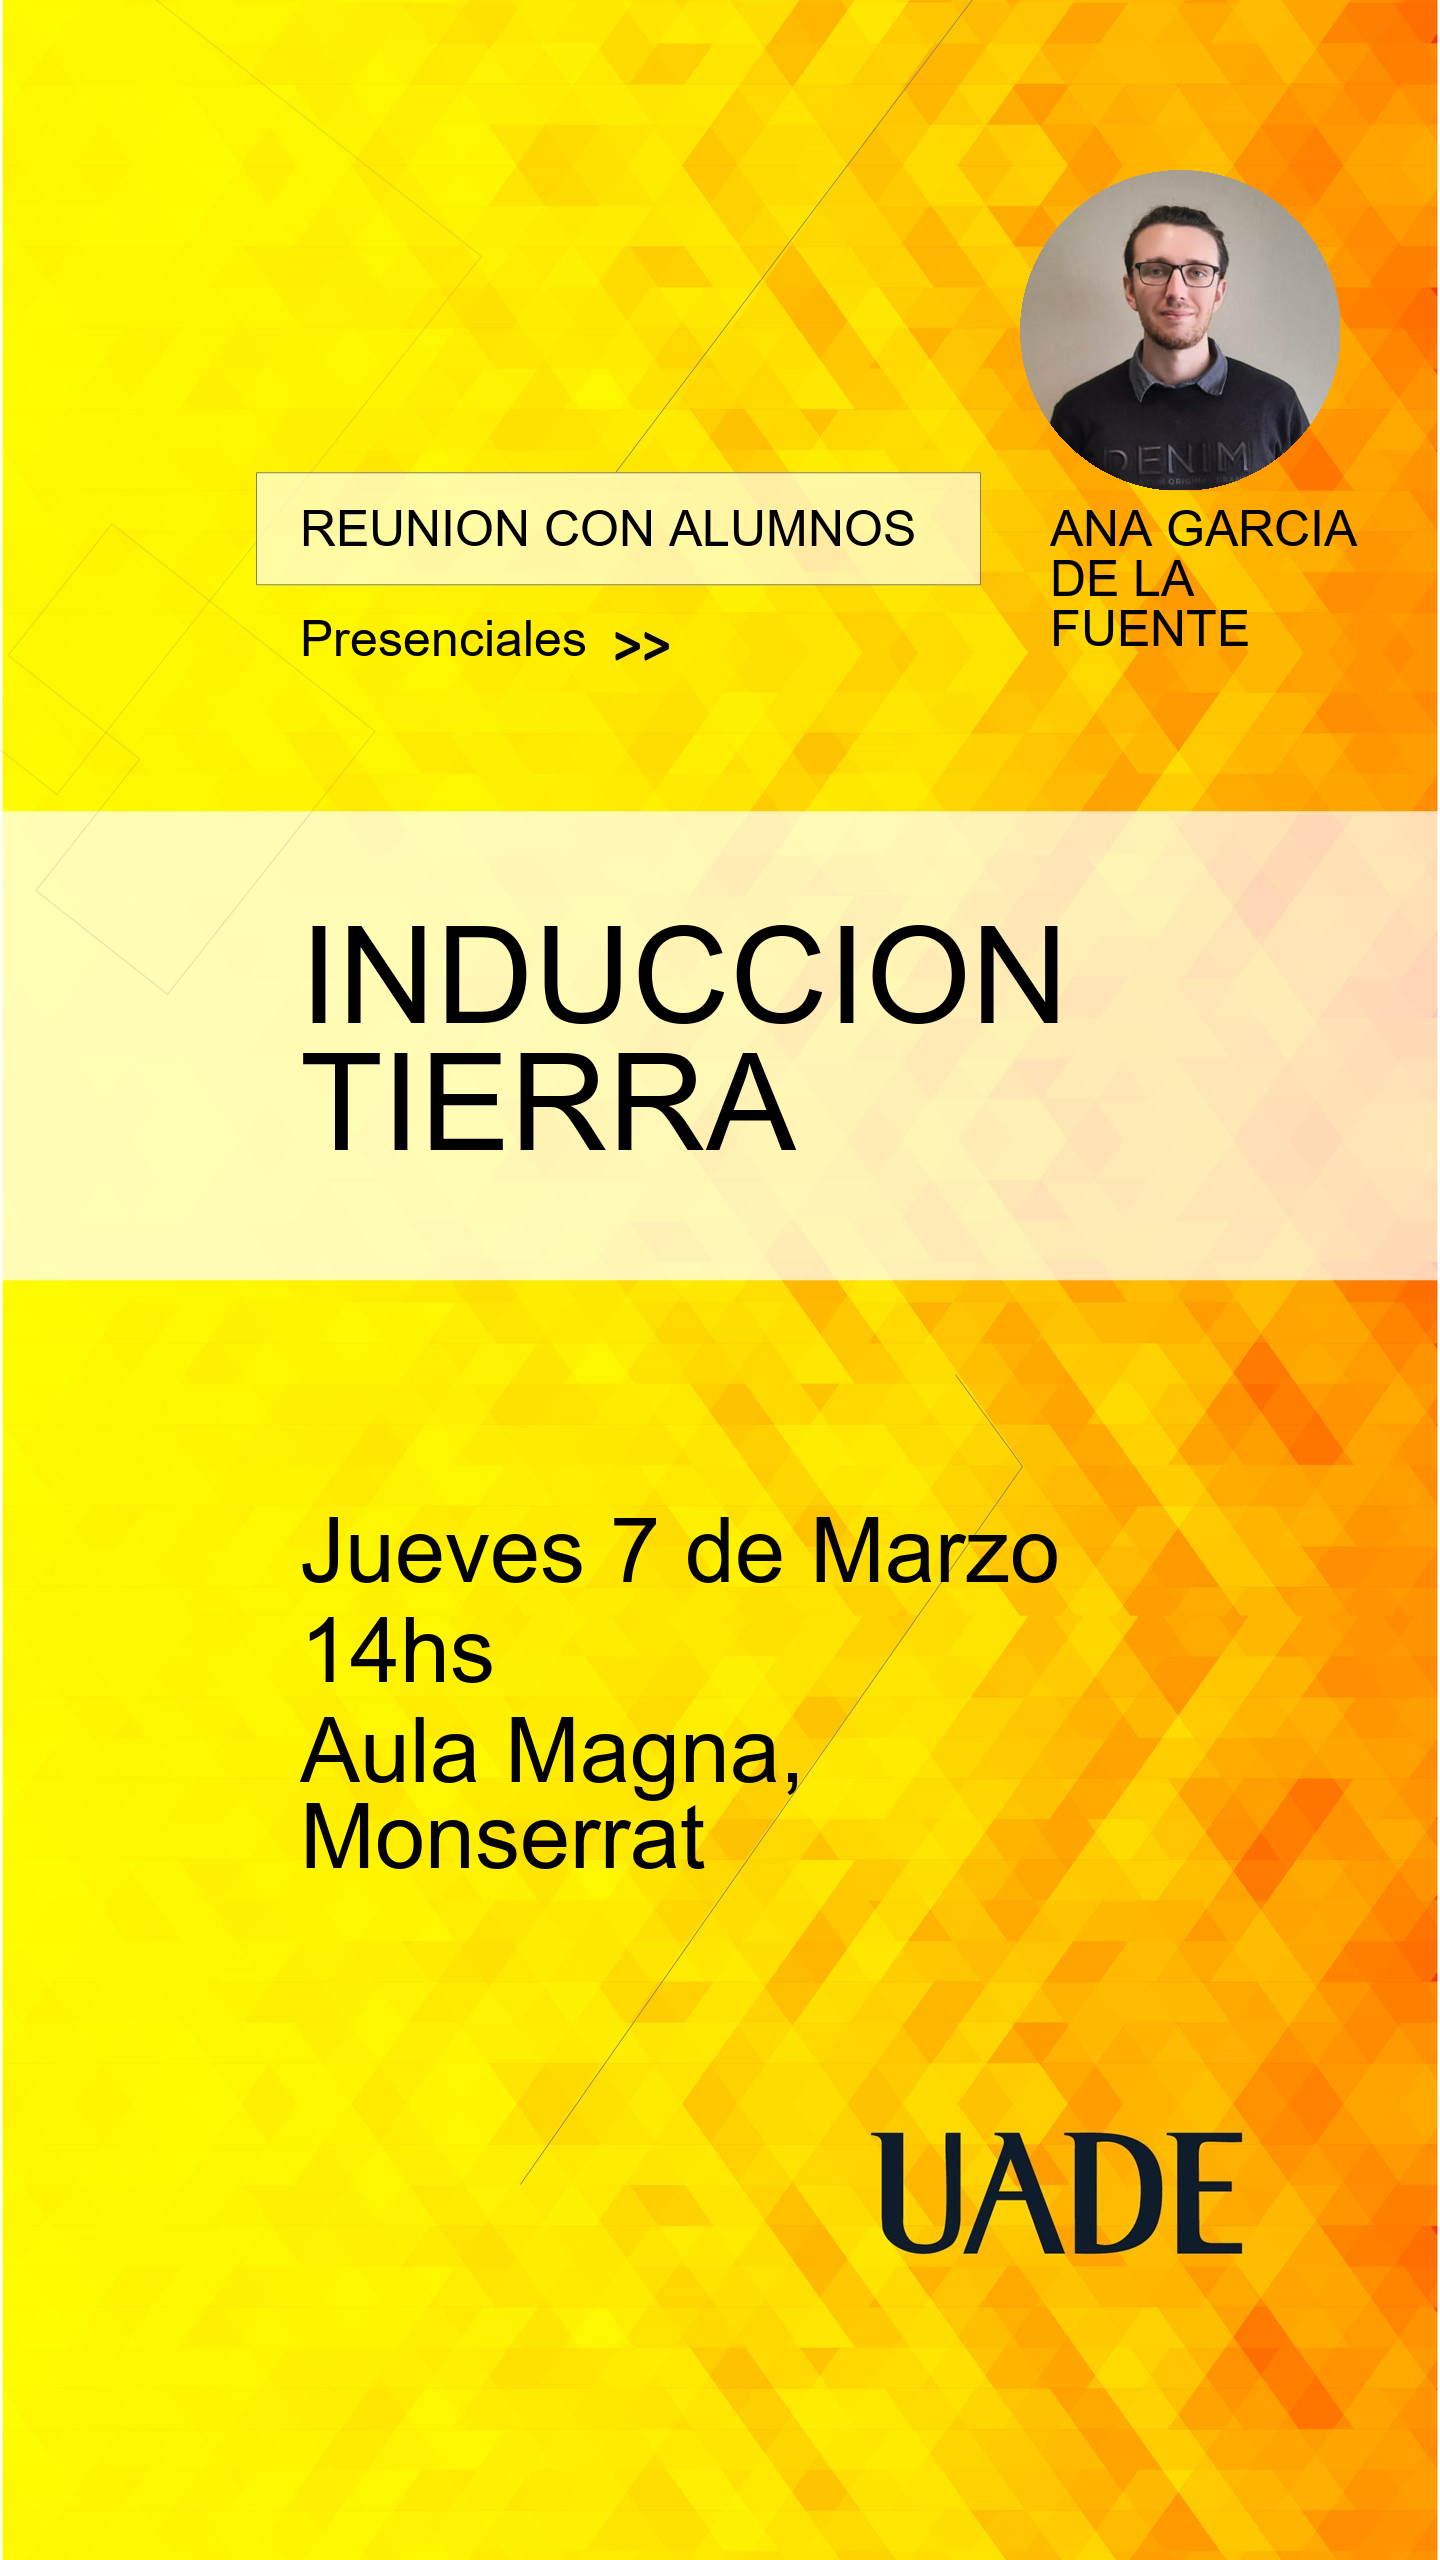 DENIM
REUNION CON ALUMNOS
ANA GARCIA
DE LA
FUENTE
Presenciales >>
INDUCCION
TIERRA
Jueves 7 de Marzo
14hs
Aula Magna,
Monserrat
UADE